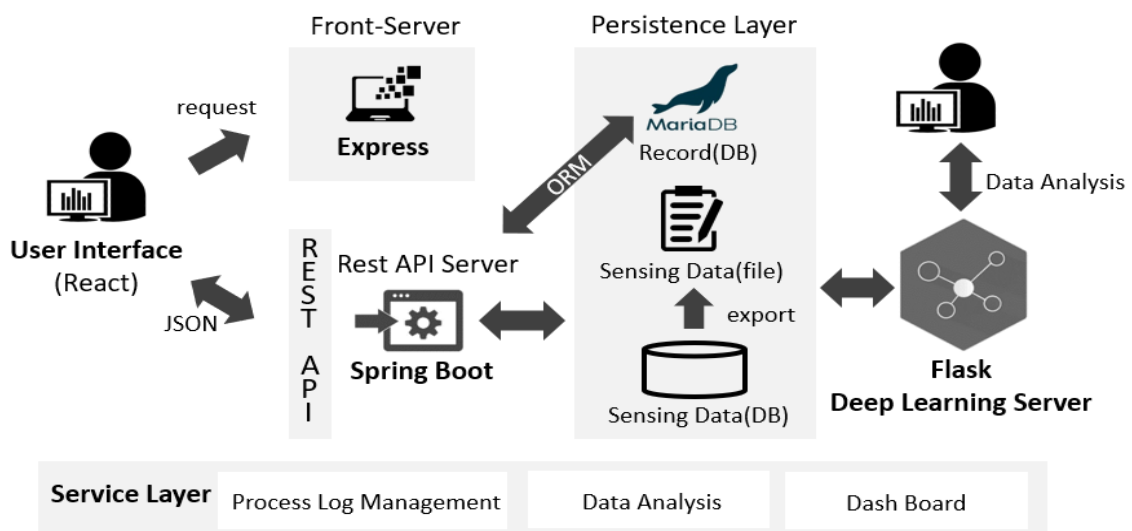 Front-Server
Persistence Layer
request
Express
MariaDB
Record(DB)
ORM
Data Analysis
User Interface
(React)
JSON
REST API
Rest API Server
Spring Boot
Sensing Data(file)
export
Sensing Data(DB)
Flask
Deep Learning Server
Service Layer
Process Log Management
Data Analysis
Dash Board